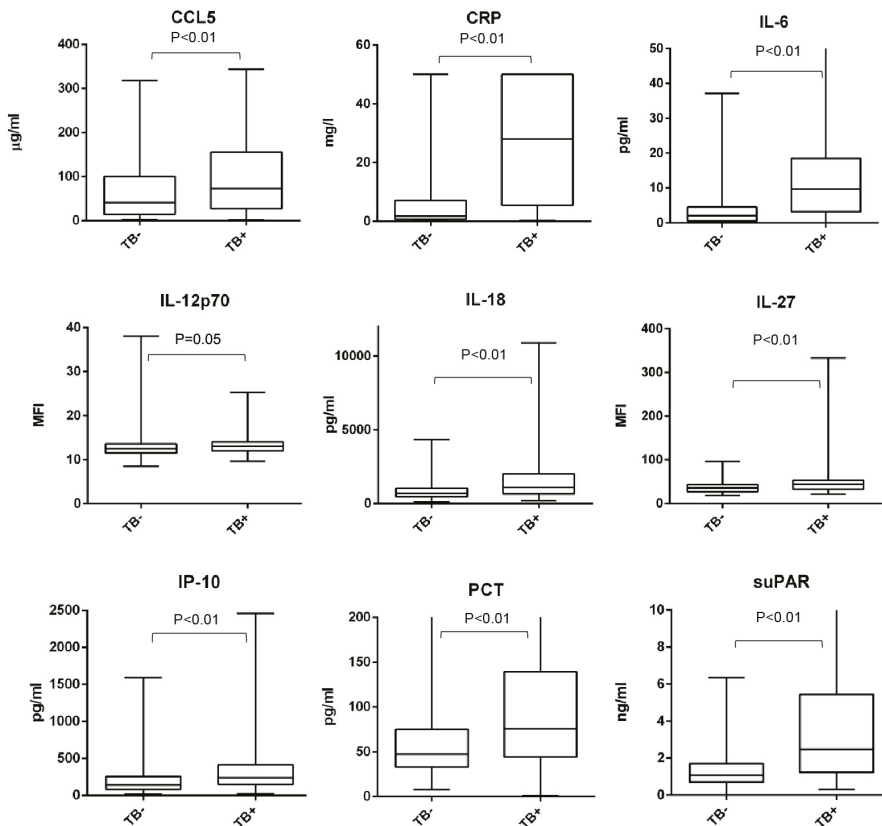 CCL5
P<0.01
400
300
200
100
0
µg/ml
TB-
TB+
CRP
P<0.01
60
40
20
0
mg/l
TB-
TB+
IL-6
P<0.01
50
40
30
20
10
0
pg/ml
TB-
TB+
IL-12p70
P=0.05
40
30
20
10
0
MFI
TB-
TB+
IL-18
P<0.01
10000
5000
0
pg/ml
TB-
TB+
IL-27
P<0.01
400
300
200
100
0
MFI
TB-
TB+
IP-10
P<0.01
2500
2000
1500
1000
500
0
pg/ml
TB-
TB+
PCT
P<0.01
200
150
100
50
0
pg/ml
TB-
TB+
suPAR
P<0.01
10
8
6
4
2
0
ng/ml
TB-
TB+